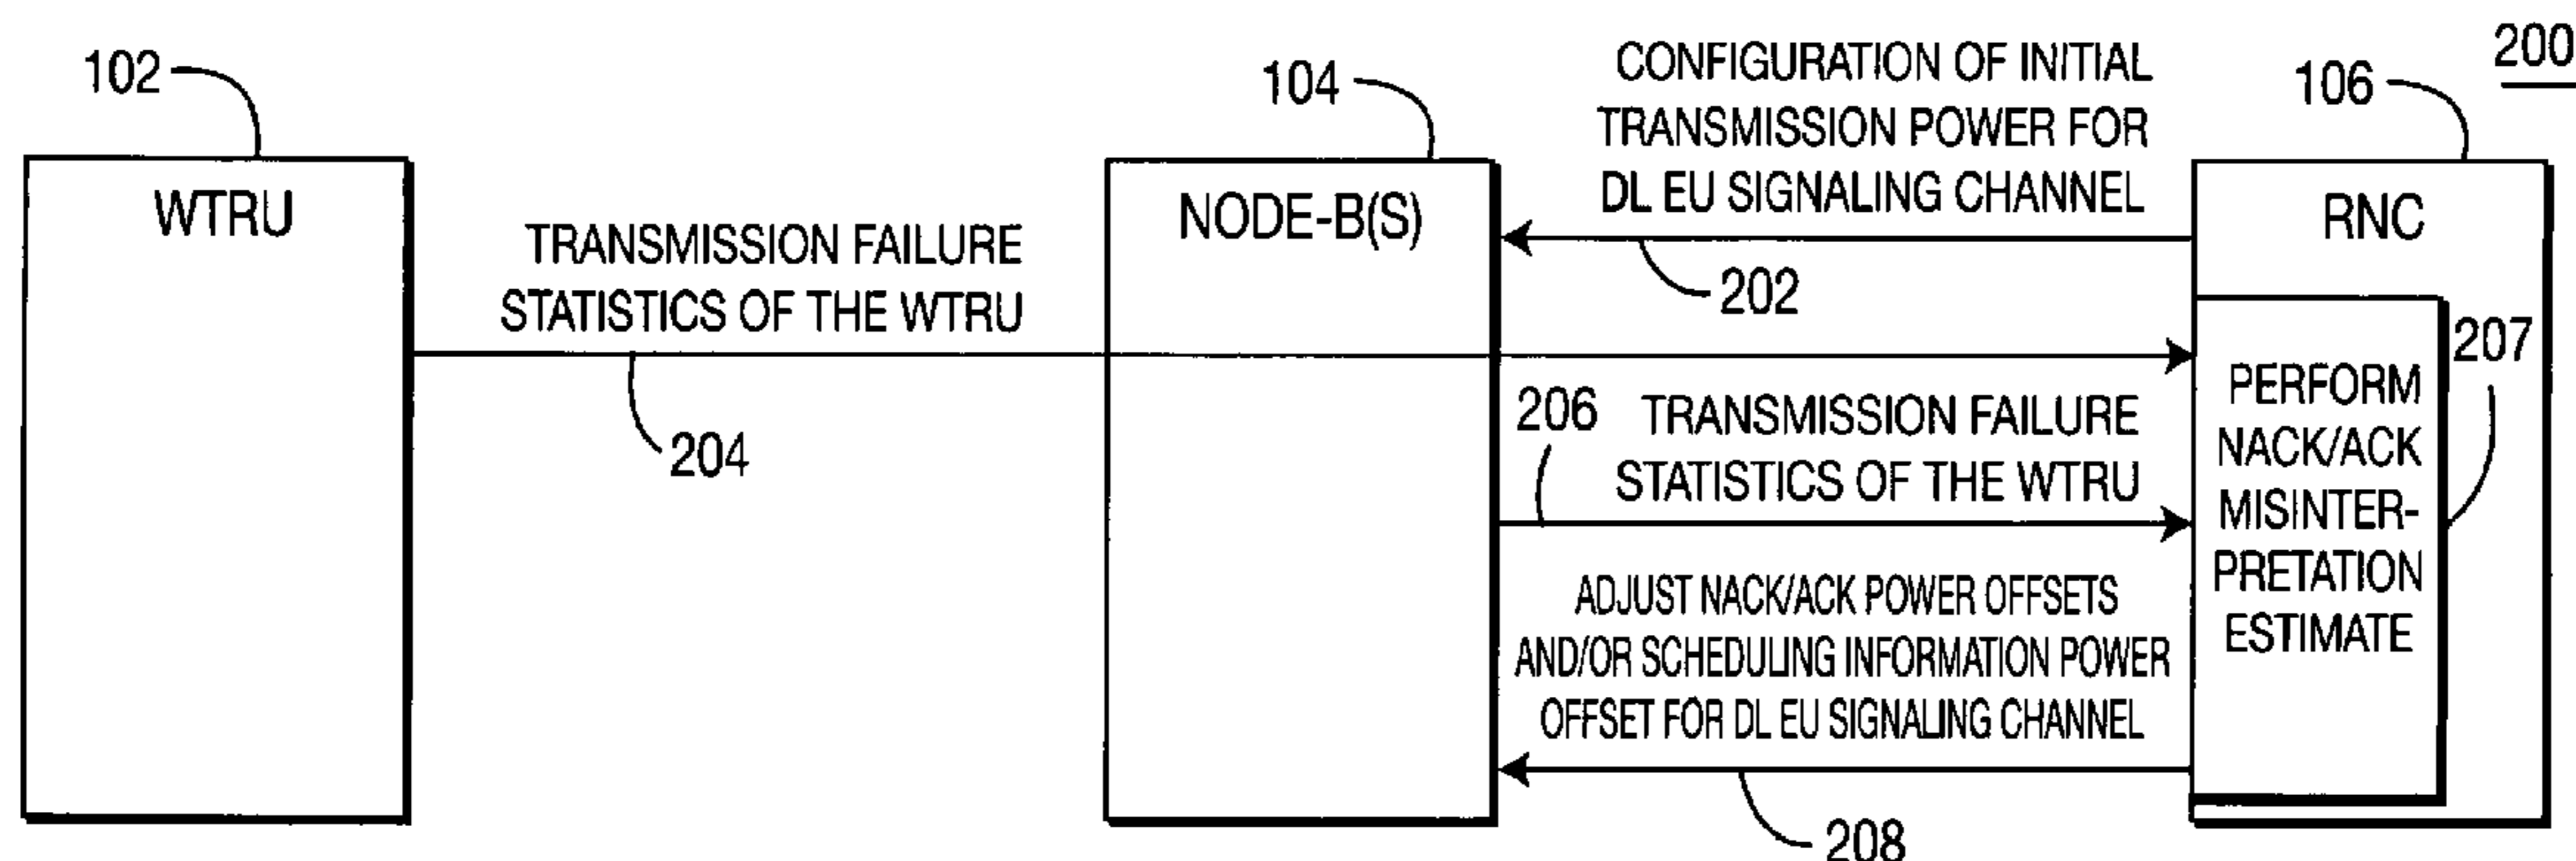 200
102
104
106
CONFIGURATION OF INITIAL
TRANSMISSION POWER FOR
DL EU SIGNALING CHANNEL
WTRU
NODE-B(S)
RNC
202
TRANSMISSION FAILURE
STATISTICS OF THE WTRU
204
206
TRANSMISSION FAILURE
STATISTICS OF THE WTRU
207
PERFORM
NACK/ACK
MISINTER-
PRETATION
ESTIMATE
ADJUST NACK/ACK POWER OFFSETS
AND/OR SCHEDULING INFORMATION POWER
OFFSET FOR DL EU SIGNALING CHANNEL
208